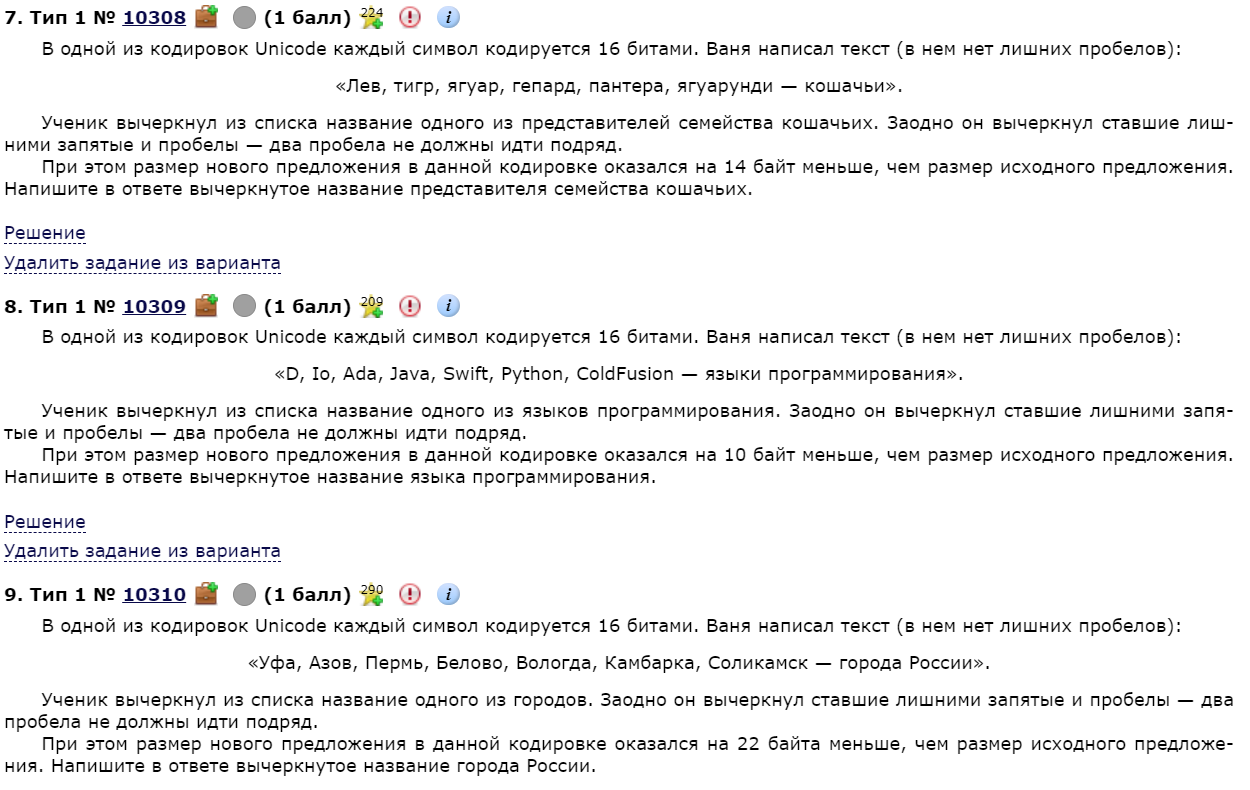 7. Тип 1 № 10308 (1 балл) 224
В одной из кодировок Unicode каждый символ кодируется 16 битами. Ваня написал текст (в нем нет лишних пробелов):
«Лев, тигр, ягуар, гепард, пантера, ягуарунди — кошачьи».
Ученик вычеркнул из списка название одного из представителей семейства кошачьих. Заодно он вычеркнул ставшие лиш-
ними запятые и пробелы — два пробела не должны идти подряд.
При этом размер нового предложения в данной кодировке оказался на 14 байт меньше, чем размер исходного предложения.
Напишите в ответе вычеркнутое название представителя семейства кошачьих.
Решение
Удалить задание из варианта
8. Тип 1 № 10309 (1 балл) 209
В одной из кодировок Unicode каждый символ кодируется 16 битами. Ваня написал текст (в нем нет лишних пробелов):
«D, Io, Ada, Java, Swift, Python, ColdFusion — языки программирования».
Ученик вычеркнул из списка название одного из языков программирования. Заодно он вычеркнул ставшие лишними запя-
тые и пробелы — два пробела не должны идти подряд.
При этом размер нового предложения в данной кодировке оказался на 10 байт меньше, чем размер исходного предложения.
Напишите в ответе вычеркнутое название языка программирования.
Решение
Удалить задание из варианта
9. Тип 1 № 10310 (1 балл) 290
В одной из кодировок Unicode каждый символ кодируется 16 битами. Ваня написал текст (в нем нет лишних пробелов):
«Уфа, Азов, Пермь, Белово, Вологда, Камбарка, Соликамск — города России».
Ученик вычеркнул из списка название одного из городов. Заодно он вычеркнул ставшие лишними запятые и пробелы — два
пробела не должны идти подряд.
При этом размер нового предложения в данной кодировке оказался на 22 байта меньше, чем размер исходного предложе-
ния. Напишите в ответе вычеркнутое название города России.